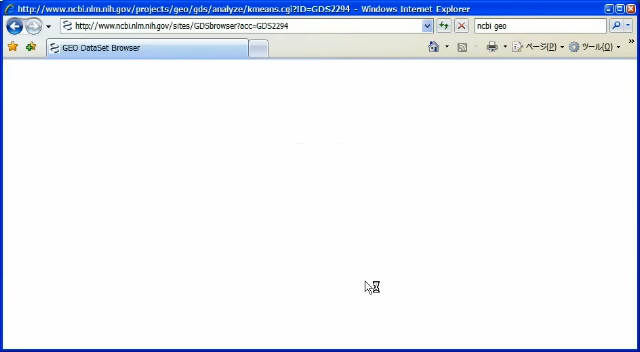 http://www.ncbi.nlm.nih.gov/projects/geo/gds/analyze/kmeans.cgi?ID=GDS2294 - Windows Internet Explorer
http://www.ncbi.nlm.nih.gov/sites/GDSbrowser?acc=GDS2294
ncbi geo
GEO DataSet Browser
ページ(P)
ツール(O)